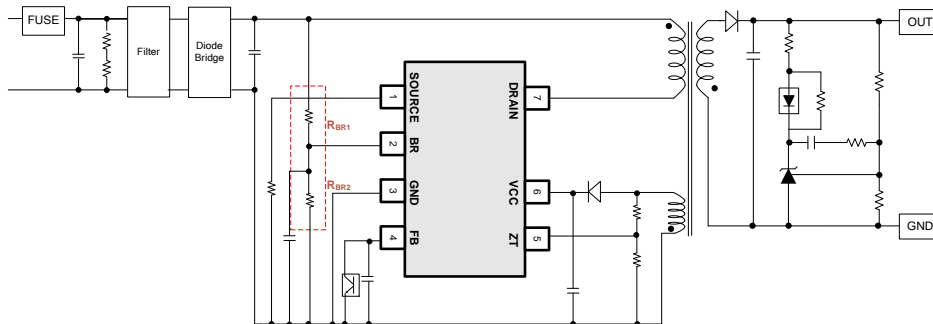 FUSE
OUT
Filter
Diode
Bridge
SOURCE
1
DRAIN
7
RBR1
2
BR
RBR2
3
GND
VCC
6
4
FB
ZT
5
GND